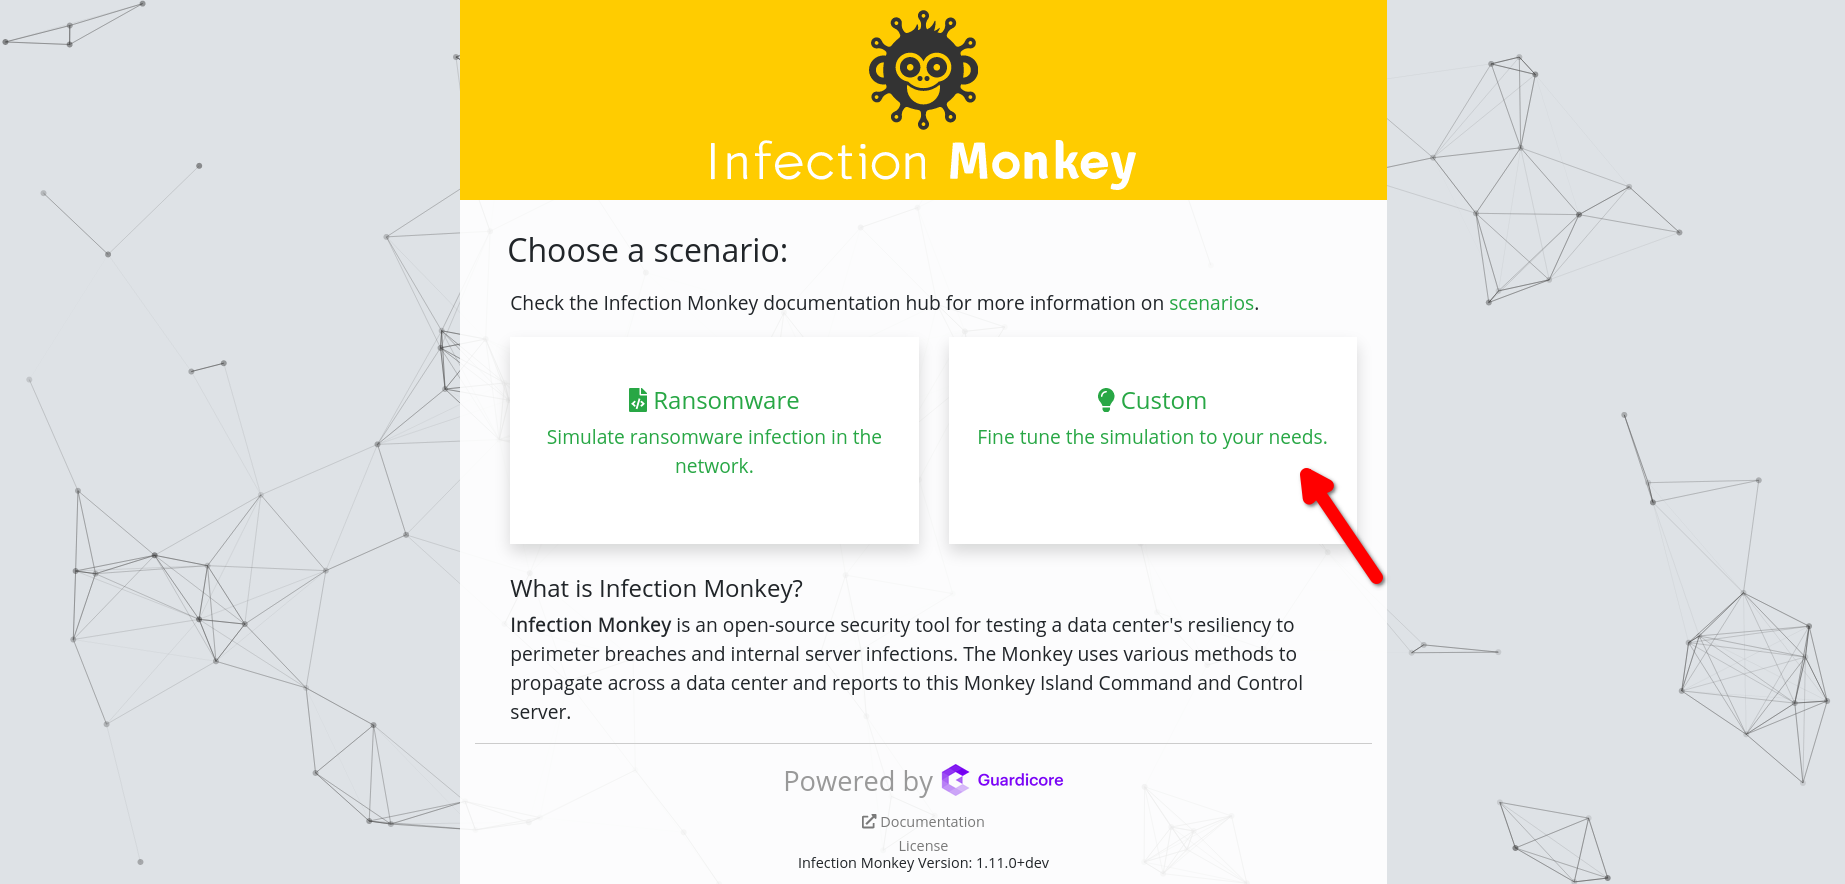 Infection Monkey
Choose a scenario:
Check the Infection Monkey documentation hub for more information on scenarios.
Ransomware
Simulate ransomware infection in the
network.
Custom
Fine tune the simulation to your needs.
What is Infection Monkey?
Infection Monkey is an open-source security tool for testing a data center's resiliency to
perimeter breaches and internal server infections. The Monkey uses various methods to
propagate across a data center and reports to this Monkey Island Command and Control
server.
Powered by Guardicore
Documentation
License
Infection Monkey Version: 1.11.0+dev